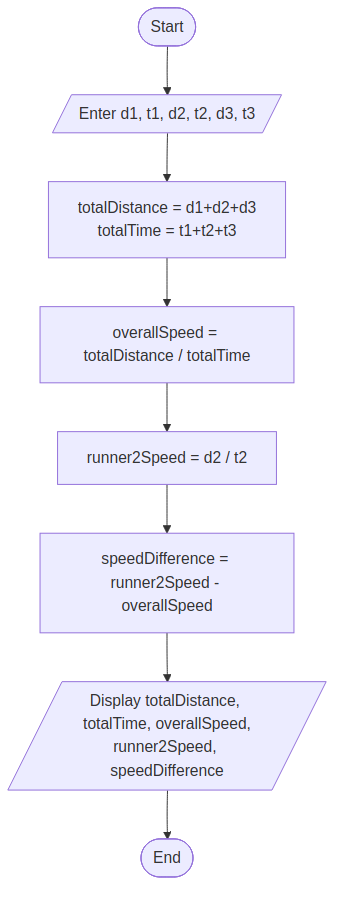 Start
Enter d1, t1, d2, t2, d3, t3
totalDistance = d1+d2+d3
totalTime = t1+t2+t3
overallSpeed =
totalDistance / totalTime
runner2Speed = d2 / t2
speedDifference =
runner2Speed -
overallSpeed
Display totalDistance,
totalTime, overallSpeed,
runner2Speed,
speedDifference
End